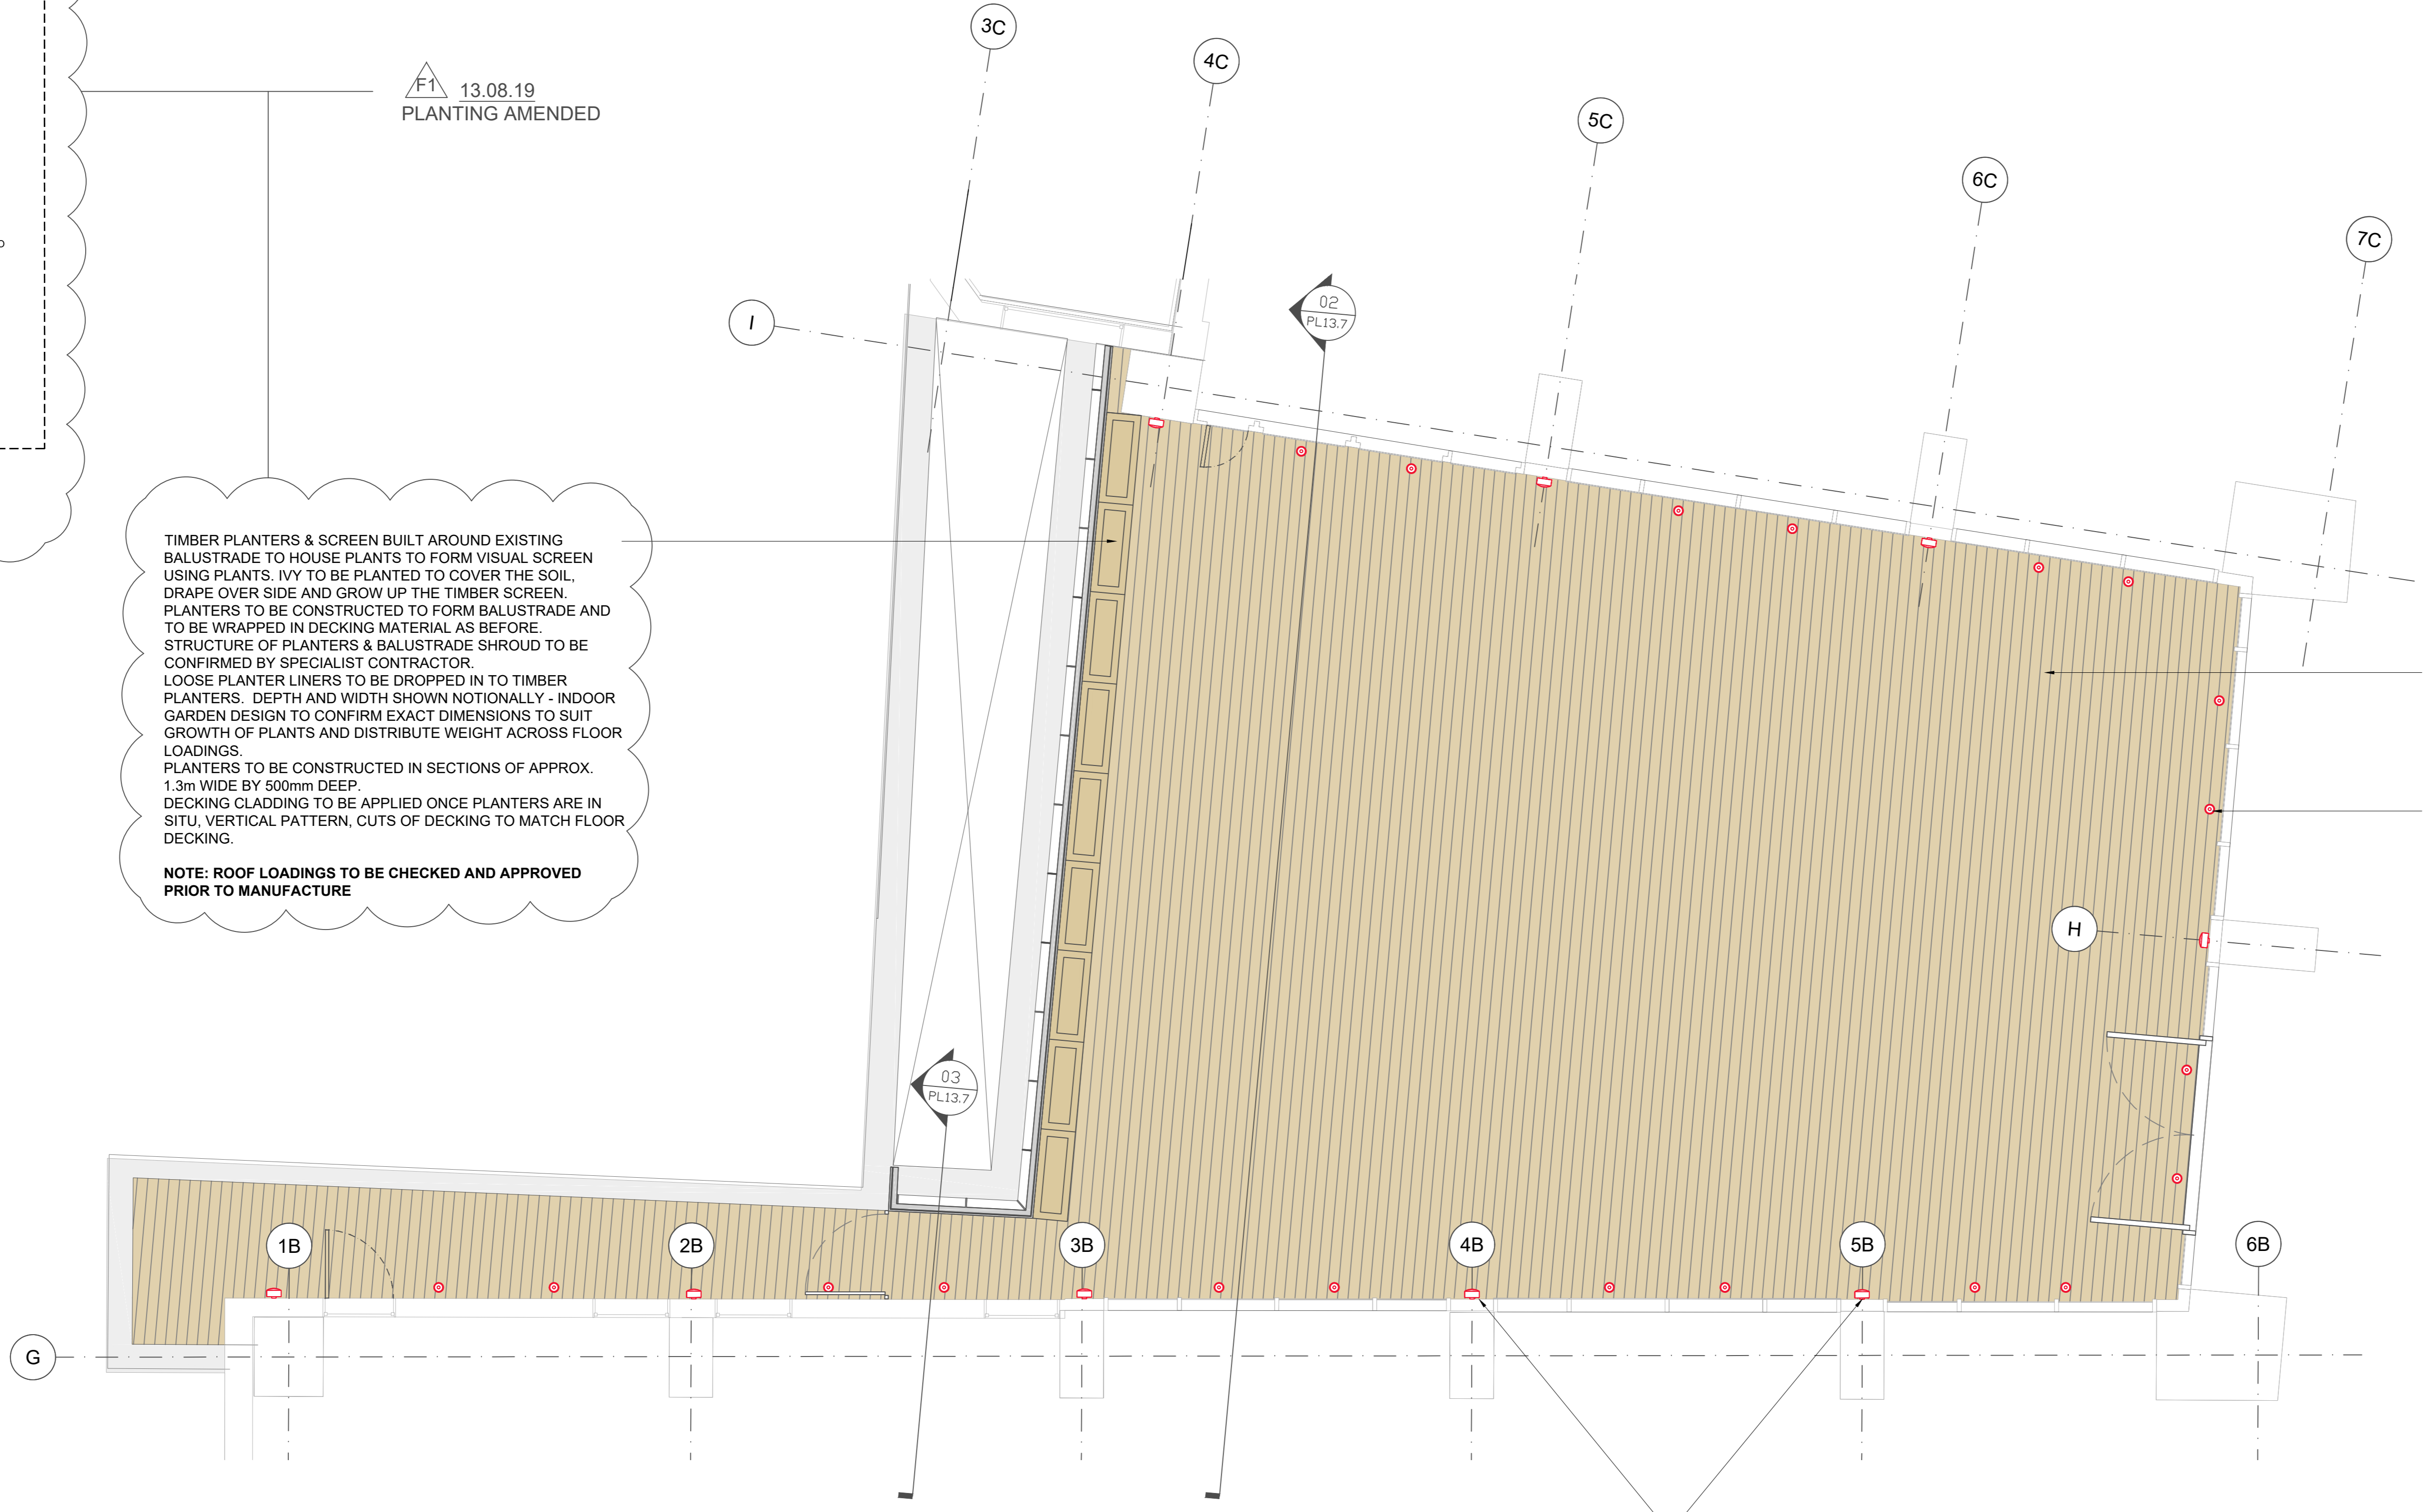 3C
4C
5C
6C
7C
F1 13.08.19
PLANTING AMENDED
I
02
PL13.7
TIMBER PLANTERS & SCREEN BUILT AROUND EXISTING
BALUSTRADE TO HOUSE PLANTS TO FORM VISUAL SCREEN
USING PLANTS. IVY TO BE PLANTED TO COVER THE SOIL,
DRAPE OVER SIDE AND GROW UP THE TIMBER SCREEN.
PLANTERS TO BE CONSTRUCTED TO FORM BALUSTRADE AND
TO BE WRAPPED IN DECKING MATERIAL AS BEFORE.
STRUCTURE OF PLANTERS & BALUSTRADE SHROUD TO BE
CONFIRMED BY SPECIALIST CONTRACTOR.
LOOSE PLANTER LINERS TO BE DROPPED IN TO TIMBER
PLANTERS. DEPTH AND WIDTH SHOWN NOTIONALLY - INDOOR
GARDEN DESIGN TO CONFIRM EXACT DIMENSIONS TO SUIT
GROWTH OF PLANTS AND DISTRIBUTE WEIGHT ACROSS FLOOR
LOADINGS.
PLANTERS TO BE CONSTRUCTED IN SECTIONS OF APPROX.
1.3m WIDE BY 500mm DEEP.
DECKING CLADDING TO BE APPLIED ONCE PLANTERS ARE IN
SITU, VERTICAL PATTERN, CUTS OF DECKING TO MATCH FLOOR
DECKING.
NOTE: ROOF LOADINGS TO BE CHECKED AND APPROVED
PRIOR TO MANUFACTURE
H
03
PL13.7
1B
2B
3B
4B
5B
6B
G